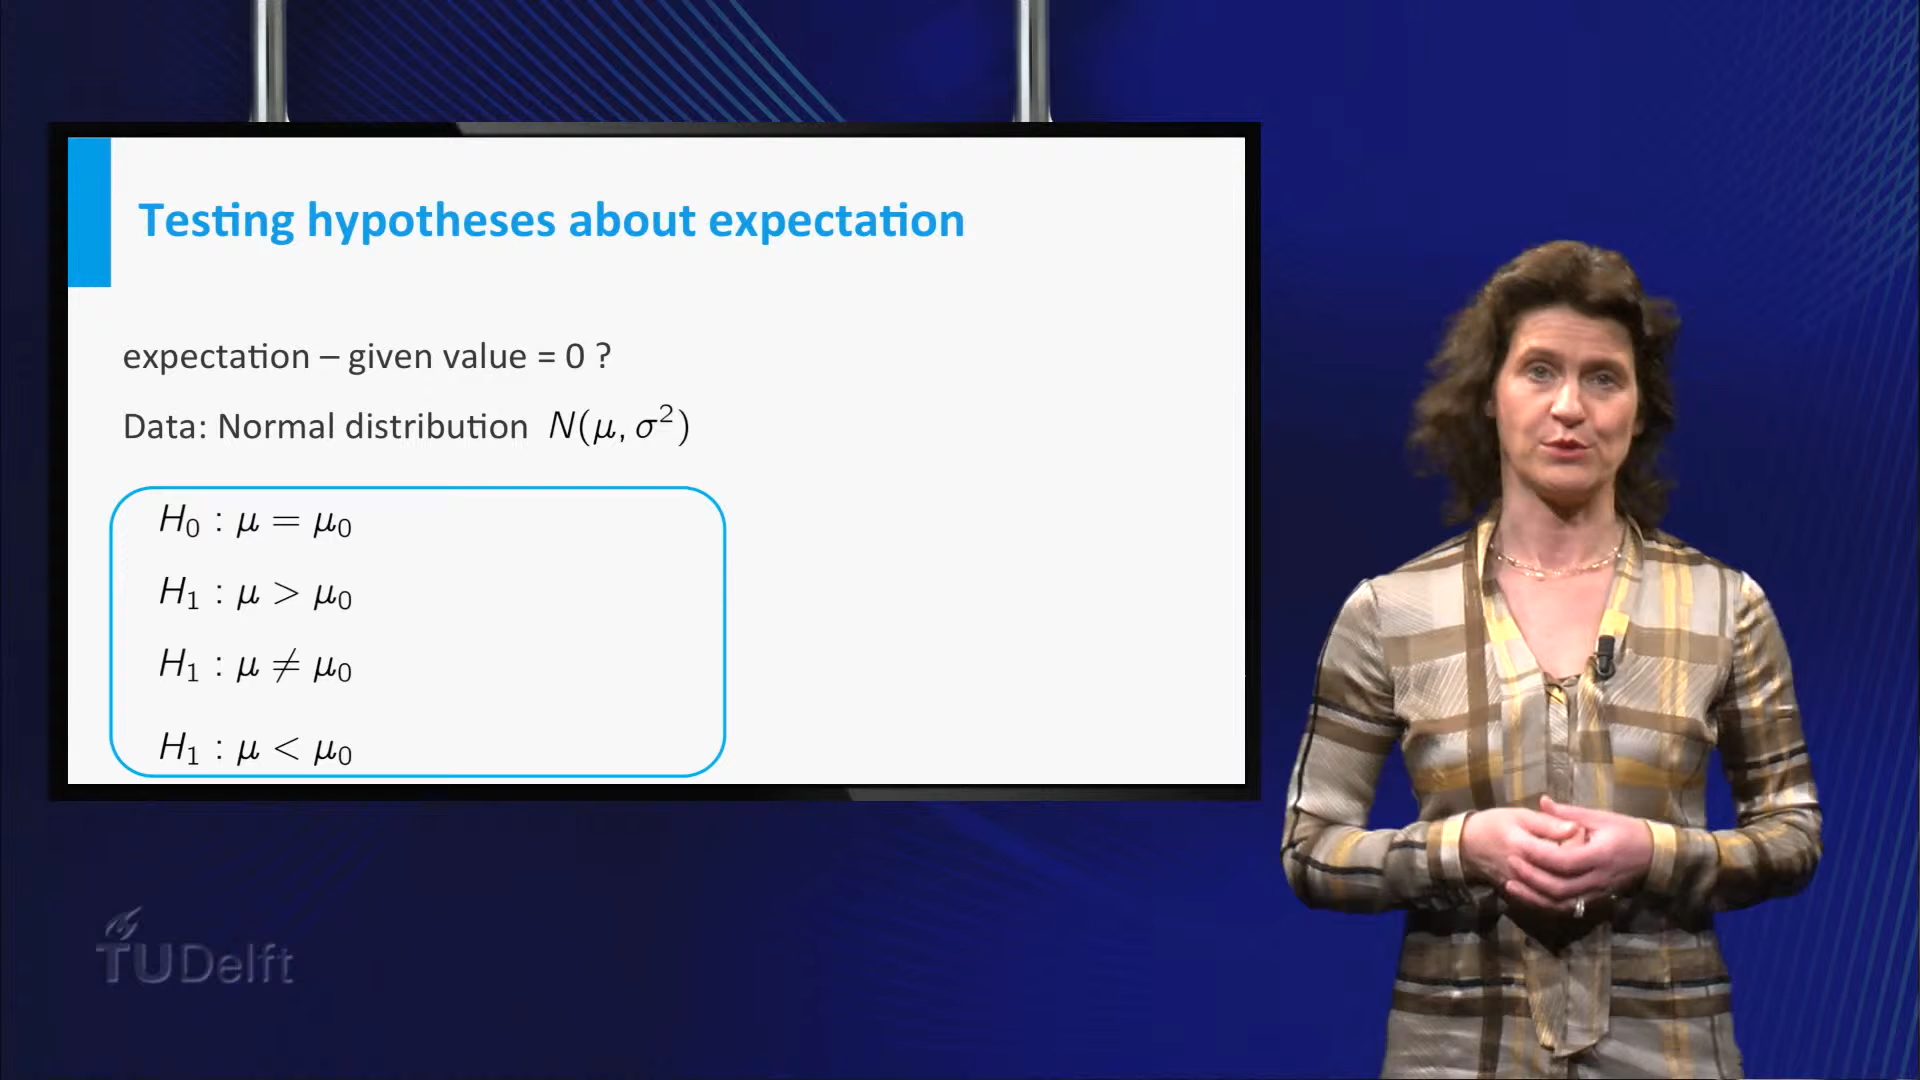 Testing hypotheses about expectation
expectation – given value = 0 ?
Data: Normal distribution N(μ, σ²)
H₀ : μ = μ₀
H₁ : μ > μ₀
H₁ : μ ≠ μ₀
H₁ : μ < μ₀
TUDelft